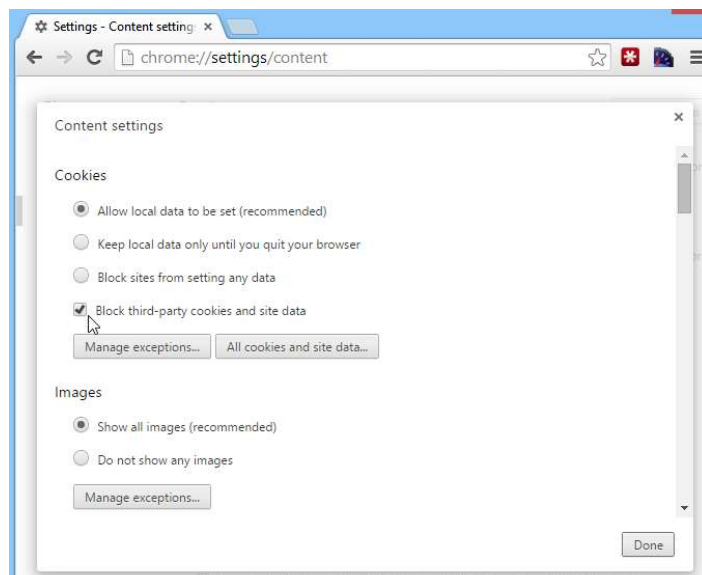 Settings - Content setting
chrome://settings/content
Content settings
Cookies
Allow local data to be set (recommended)
Keep local data only until you quit your browser
Block sites from setting any data
Block third-party cookies and site data
Manage exceptions... All cookies and site data...
Images
Show all images (recommended)
Do not show any images
Manage exceptions...
Done